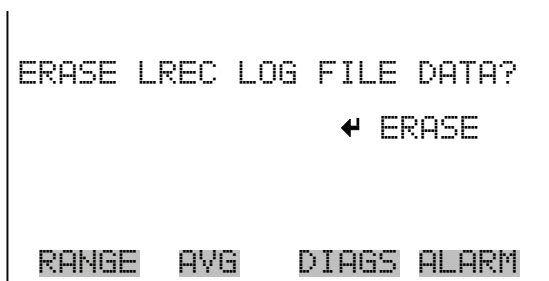 ERASE LREC LOG FILE DATA?
↵ ERASE
RANGE AVG DIAGS ALARM